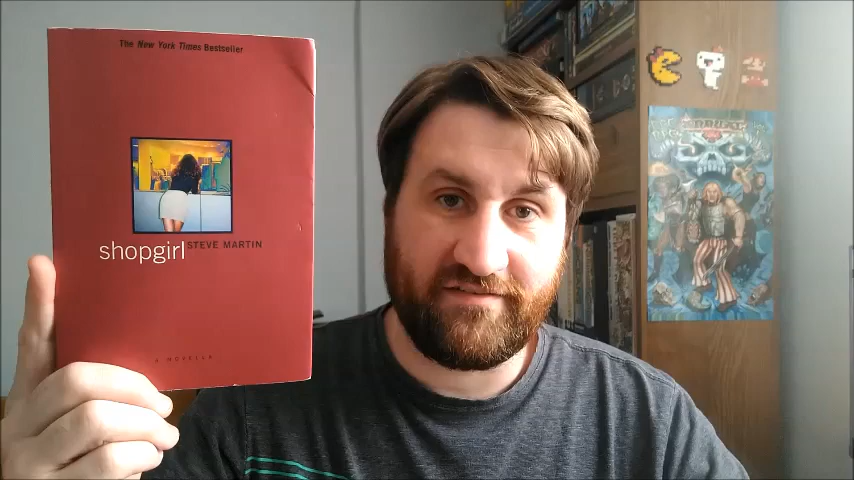 The New York Times Bestseller
shopgirl STEVE MARTIN
A NOVELLA